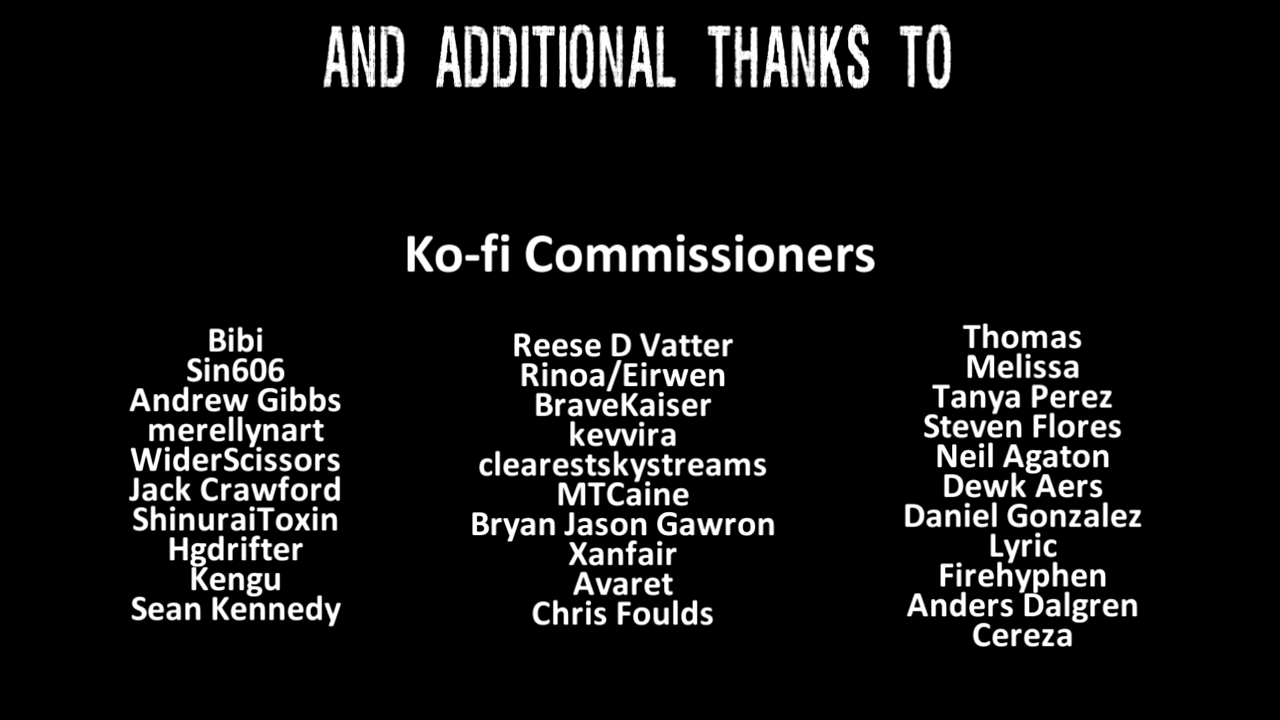 AND ADDITIONAL THANKS TO
Ko-fi Commissioners
Bibi
Sin606
Andrew Gibbs
merellynart
WiderScissors
Jack Crawford
ShinuraiToxin
Hgdrifter
Kengu
Sean Kennedy
Reese D Vatter
Rinoa/Eirwen
BraveKaiser
kevvira
clearestskystreams
MTCaine
Bryan Jason Gawron
Xanfair
Avaret
Chris Foulds
Thomas
Melissa
Tanya Perez
Steven Flores
Neil Agaton
Dewk Aers
Daniel Gonzalez
Lyric
Firehyphen
Anders Dalgren
Cereza